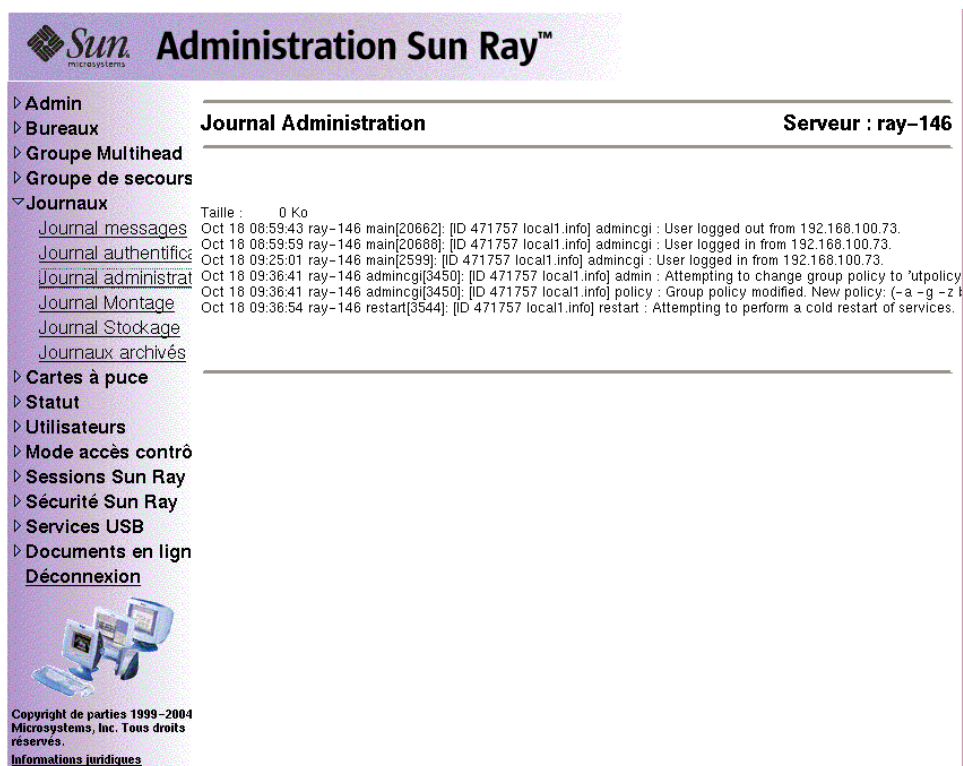 Sun
microsystems
Administration Sun Ray™
Admin
Bureaux
Groupe Multihead
Groupe de secours
Journaux
Journal messages
Journal authentifica
Journal administrat
Journal Montage
Journal Stockage
Journaux archivés
Cartes à puce
Statut
Utilisateurs
Mode accès contrô
Sessions Sun Ray
Sécurité Sun Ray
Services USB
Documents en lign
Déconnexion
Copyright de parties 1999-2004
Microsystems, Inc. Tous droits
réservés.
Informations juridiques
Journal Administration
Serveur : ray-146
Taille : 0 Ko
Oct 18 08:59:43 ray-146 main[20662]: [ID 471757 local1.info] admincgi : User logged out from 192.168.100.73.
Oct 18 08:59:59 ray-146 main[20688]: [ID 471757 local1.info] admincgi : User logged in from 192.168.100.73.
Oct 18 09:25:01 ray-146 main[2599]: [ID 471757 local1.info] admincgi : User logged in from 192.168.100.73.
Oct 18 09:36:41 ray-146 admincgi[3450]: [ID 471757 local1.info] admin : Attempting to change group policy to 'utpolicy
Oct 18 09:36:41 ray-146 admincgi[3450]: [ID 471757 local1.info] policy : Group policy modified. New policy: (-a -g -z
Oct 18 09:36:54 ray-146 restart[3544]: [ID 471757 local1.info] restart : Attempting to perform a cold restart of services.